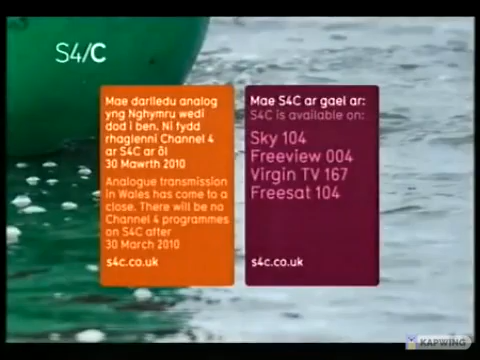 S4/C
Mae darlledu analog
yng Nghymru wedi
dod i ben. Ni fydd
rhaglenni Channel 4
ar S4C ar ôl
30 Mawrth 2010
Analogue transmission
in Wales has come to a
close. There will be no
Channel 4 programmes
on S4C after
30 March 2010
s4c.co.uk
Mae S4C ar gael ar:
S4C is available on:
Sky 104
Freeview 004
Virgin TV 167
Freesat 104
s4c.co.uk
KAPWING